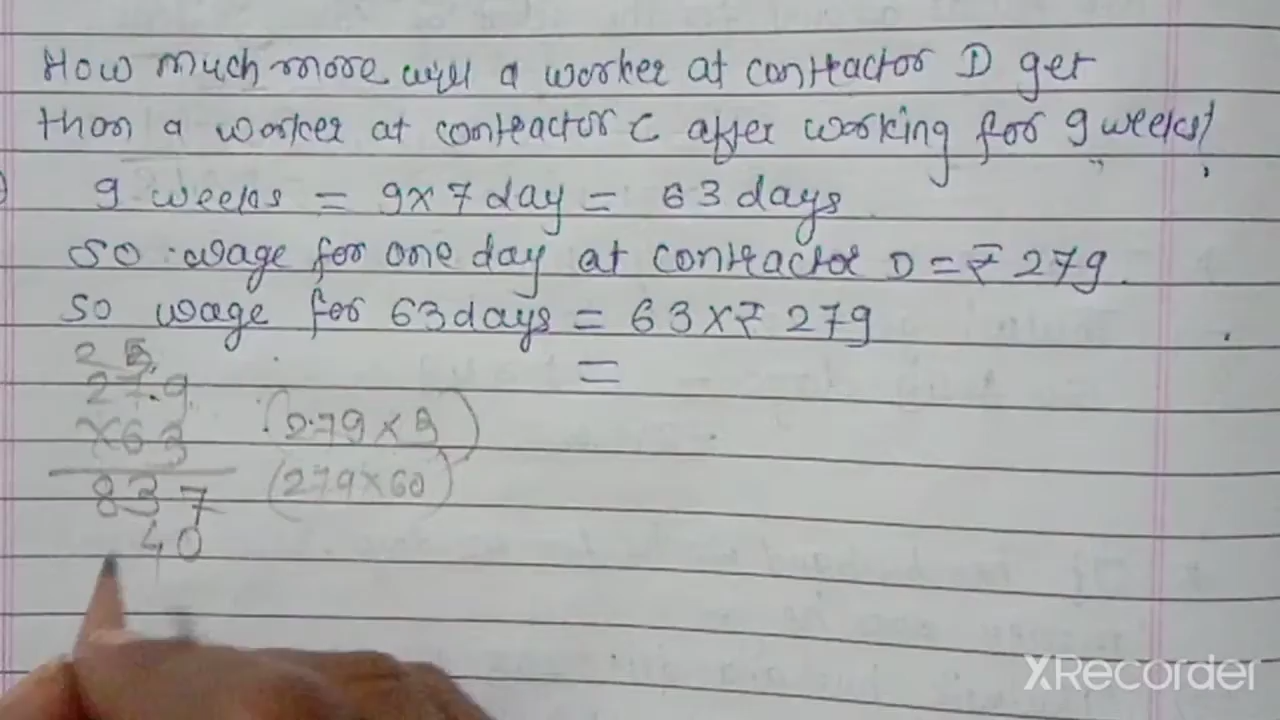 How much more will a worker at contractor D get
than a worker at contractor C after working for 9 weeks?
9 weeks = 9x7 day = 63 days
So wage for one day at contractor D = ₹ 279
So wage for 63 days = 63 x ₹ 279
=
2 5
279
x63 (279 x 3)
837 (279 x 60)
40
XRecorder